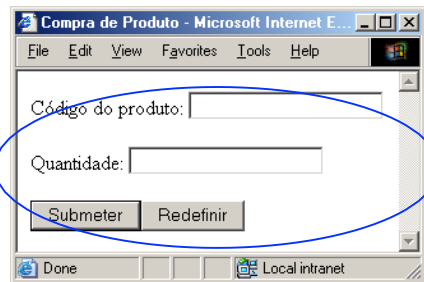 Compra de Produto - Microsoft Internet E...
File Edit View Favorites Tools Help
Código do produto:
Quantidade:
Submeter Redefinir
Done Local intranet